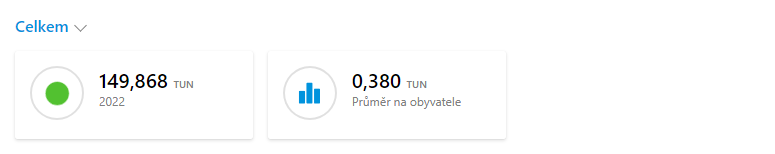 Celkem
149,868 TUN
2022
0,380 TUN
Průměr na obyvatele